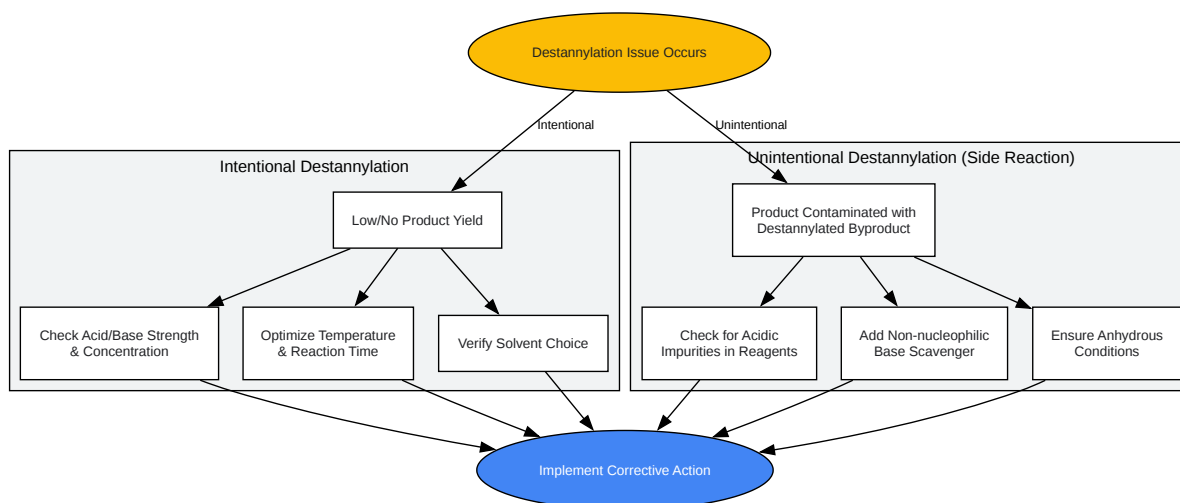 Destannylation Issue Occurs
Intentional
Unintentional
Intentional Destannylation
Unintentional Destannylation (Side Reaction)
Low/No Product Yield
Product Contaminated with
Destannylated Byproduct
Check Acid/Base Strength
& Concentration
Optimize Temperature
& Reaction Time
Verify Solvent Choice
Check for Acidic
Impurities in Reagents
Add Non-nucleophilic
Base Scavenger
Ensure Anhydrous
Conditions
Implement Corrective Action